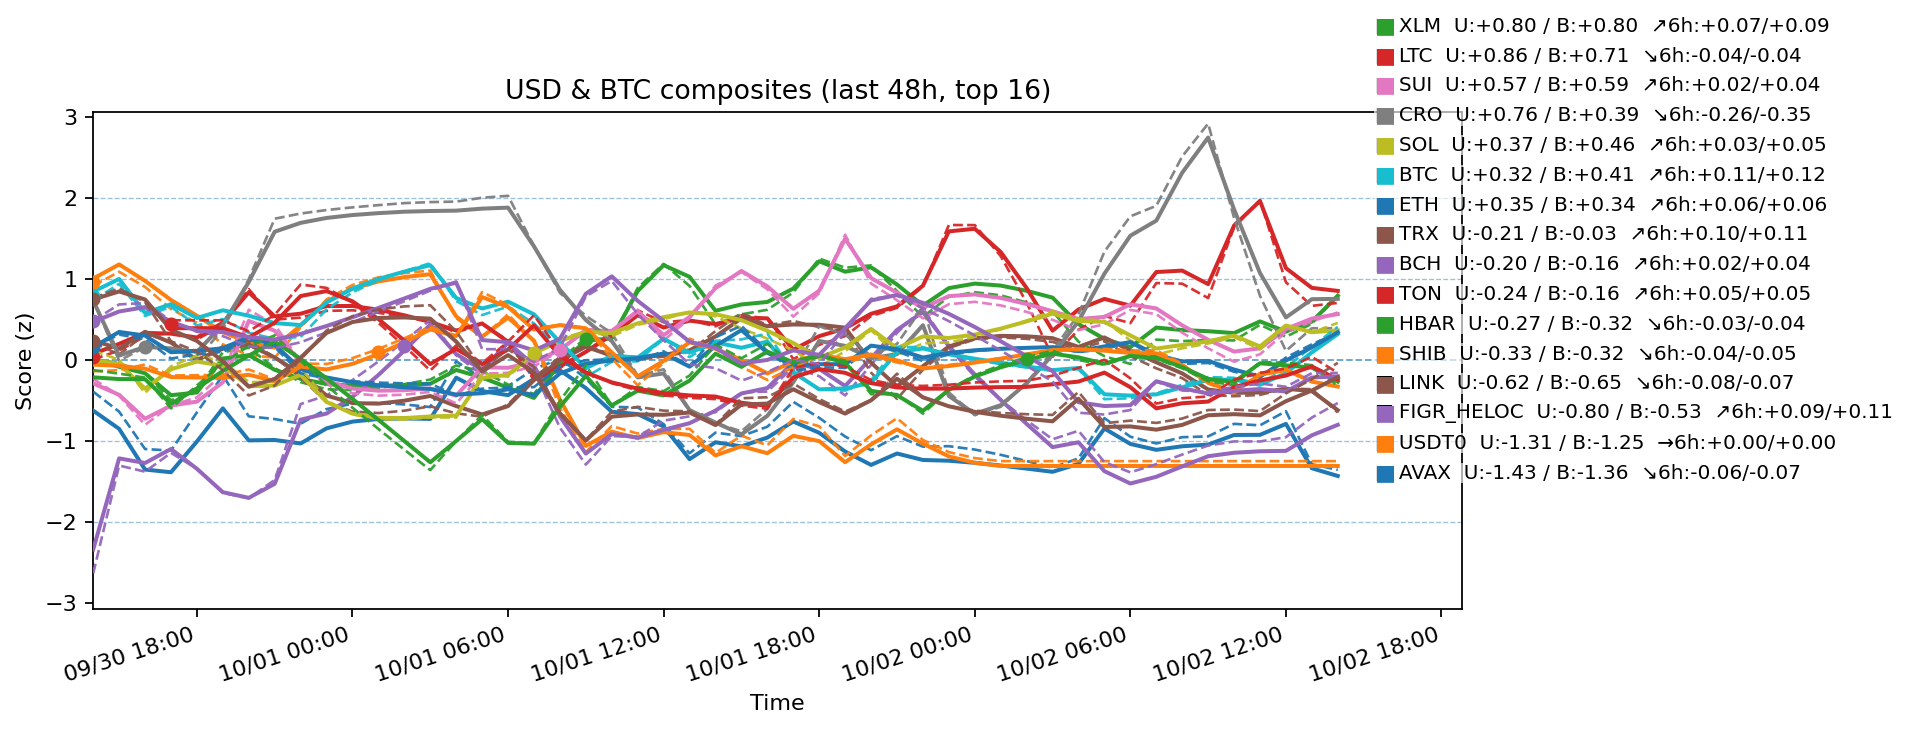 XLM  U:+0.80 / B:+0.80  ↗6h:+0.07/+0.09
LTC  U:+0.86 / B:+0.71  ↘6h:-0.04/-0.04
SUI  U:+0.57 / B:+0.59  ↗6h:+0.02/+0.04
CRO  U:+0.76 / B:+0.39  ↘6h:-0.26/-0.35
SOL  U:+0.37 / B:+0.46  ↗6h:+0.03/+0.05
BTC  U:+0.32 / B:+0.41  ↗6h:+0.11/+0.12
ETH  U:+0.35 / B:+0.34  ↗6h:+0.06/+0.06
TRX  U:-0.21 / B:-0.03  ↗6h:+0.10/+0.11
BCH  U:-0.20 / B:-0.16  ↗6h:+0.02/+0.04
TON  U:-0.24 / B:-0.16  ↗6h:+0.05/+0.05
HBAR  U:-0.27 / B:-0.32  ↘6h:-0.03/-0.04
SHIB  U:-0.33 / B:-0.32  ↘6h:-0.04/-0.05
LINK  U:-0.62 / B:-0.65  ↘6h:-0.08/-0.07
FIGR_HELOC  U:-0.80 / B:-0.53  ↗6h:+0.09/+0.11
USDT0  U:-1.31 / B:-1.25  →6h:+0.00/+0.00
AVAX  U:-1.43 / B:-1.36  ↘6h:-0.06/-0.07
USD & BTC composites (last 48h, top 16)
Score (z)
3
2
1
0
−1
−2
−3
09/30 18:00
10/01 00:00
10/01 06:00
10/01 12:00
10/01 18:00
10/02 00:00
10/02 06:00
10/02 12:00
10/02 18:00
Time